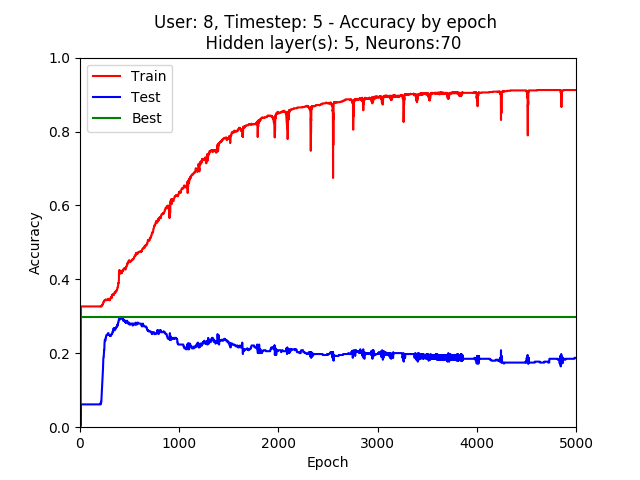 User: 8, Timestep: 5 - Accuracy by epoch
Hidden layer(s): 5, Neurons:70
Train
Test
Best
Accuracy
1.0
0.8
0.6
0.4
0.2
0.0
0 1000 2000 3000 4000 5000
Epoch